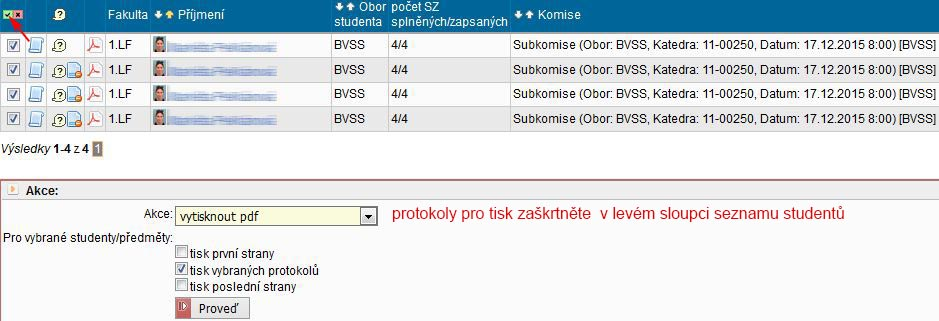 Fakulta Příjmení Obor studenta počet SZ splněných/zapsaných Komise
1.LF BVSS 4/4 Subkomise (Obor: BVSS, Katedra: 11-00250, Datum: 17.12.2015 8:00) [BVSS]
1.LF BVSS 4/4 Subkomise (Obor: BVSS, Katedra: 11-00250, Datum: 17.12.2015 8:00) [BVSS]
1.LF BVSS 4/4 Subkomise (Obor: BVSS, Katedra: 11-00250, Datum: 17.12.2015 8:00) [BVSS]
1.LF BVSS 4/4 Subkomise (Obor: BVSS, Katedra: 11-00250, Datum: 17.12.2015 8:00) [BVSS]
Výsledky 1-4 z 4 1
Akce:
Akce: vytisknout pdf protokoly pro tisk zaškrtněte v levém sloupci seznamu studentů
Pro vybrané studenty/předměty:
tisk první strany
tisk vybraných protokolů
tisk poslední strany
Proveď